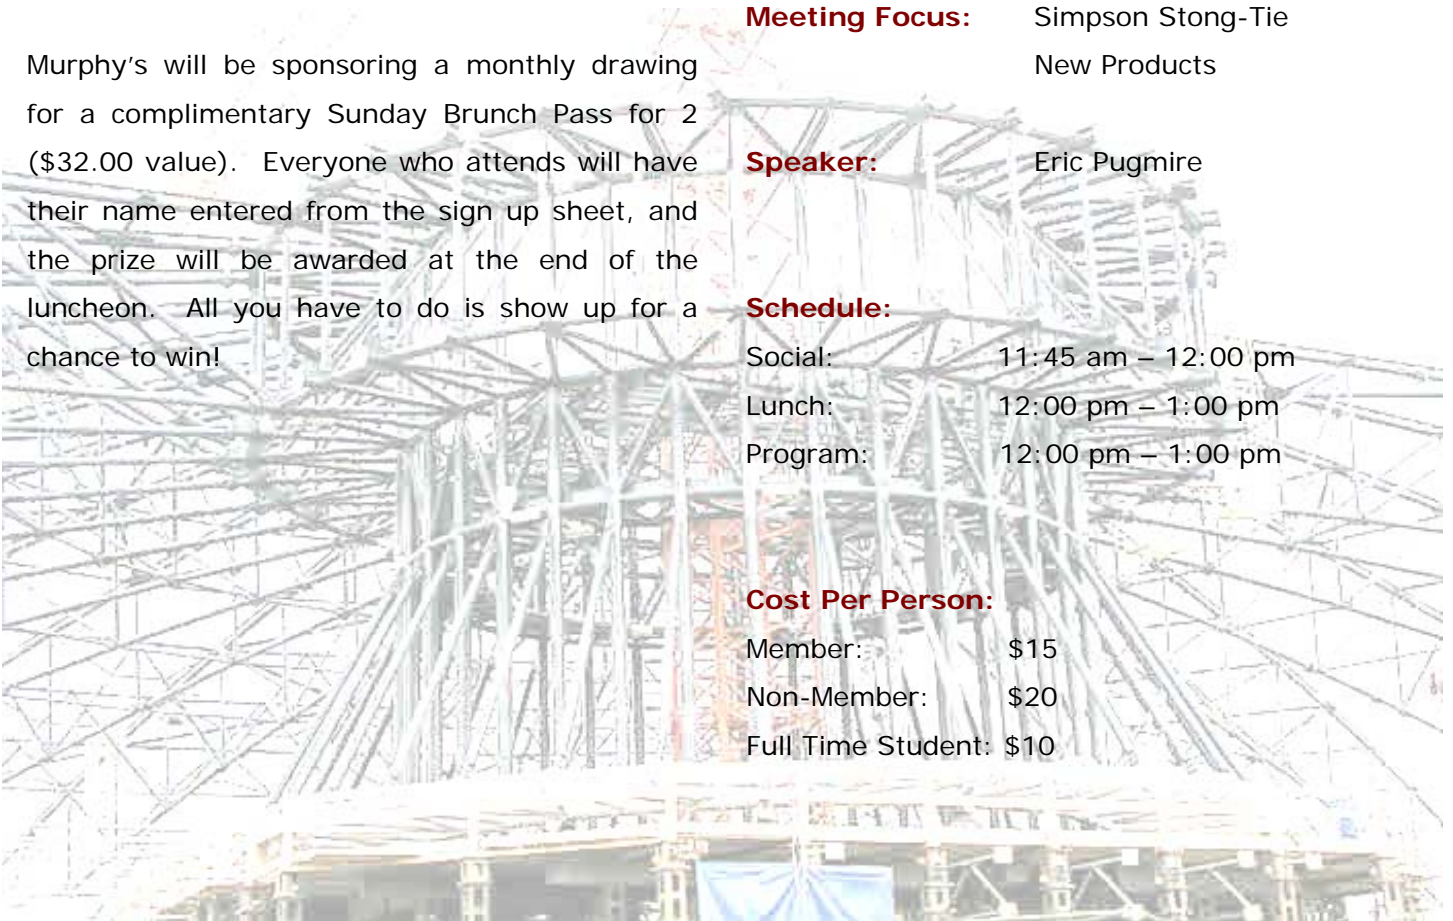 Murphy’s will be sponsoring a monthly drawing
for a complimentary Sunday Brunch Pass for 2
($32.00 value).  Everyone who attends will have
their name entered from the sign up sheet, and
the prize will be awarded at the end of the
luncheon.  All you have to do is show up for a
chance to win!
Meeting Focus: Simpson Stong-Tie
New Products
Speaker: Eric Pugmire
Schedule:
Social: 11:45 am – 12:00 pm
Lunch: 12:00 pm – 1:00 pm
Program: 12:00 pm – 1:00 pm
Cost Per Person:
Member: $15
Non-Member: $20
Full Time Student: $10